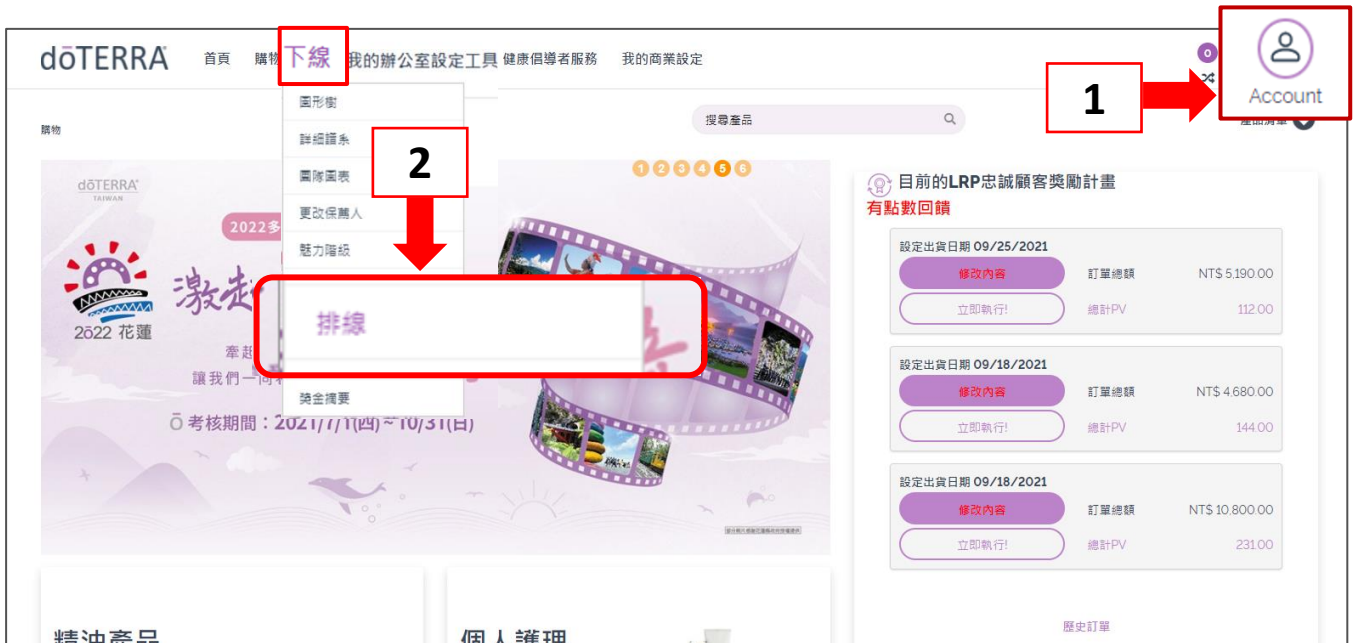 dōTERRA
首頁 購物 下線 我的辦公室設定工具 健康倡導者服務 我的商業設定
0
1
Account
圖形樹
詳細譜系
團隊圖表
更改保薦人
魅力階級
排線
獎金摘要
2
購物
搜尋產品
產品清單
dōTERRA
TAIWAN
2022多
激起
2022 花蓮
牽起
讓我們一同
Ō 考核期間：2021/7/1(四)~10/31(日)
1 2 3 4 5 6
目前的LRP忠誠顧客獎勵計畫
有點數回饋
設定出貨日期 09/25/2021
修改內容 訂單總額 NT$ 5,190.00
立即執行! 總計PV 112.00
設定出貨日期 09/18/2021
修改內容 訂單總額 NT$ 4,680.00
立即執行! 總計PV 144.00
設定出貨日期 09/18/2021
修改內容 訂單總額 NT$ 10,800.00
立即執行! 總計PV 231.00
歷史訂單
精油產品
個人護理